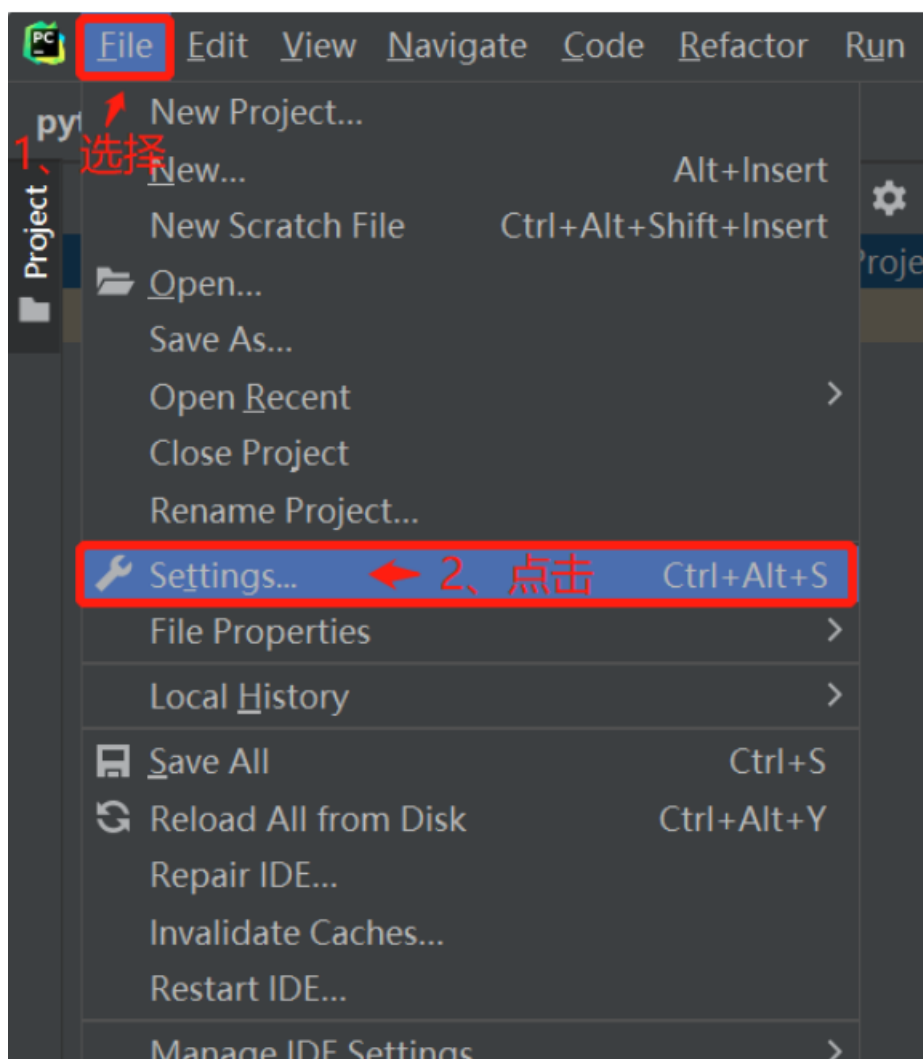 PC File Edit View Navigate Code Refactor Run
New Project...
pyt
1、选择
New... Alt+Insert
New Scratch File Ctrl+Alt+Shift+Insert
Project
Proje
Open...
Save As...
Open Recent
Close Project
Rename Project...
Settings... 2、点击 Ctrl+Alt+S
File Properties
Local History
Save All Ctrl+S
Reload All from Disk Ctrl+Alt+Y
Repair IDE...
Invalidate Caches...
Restart IDE...
Manage IDE Settings